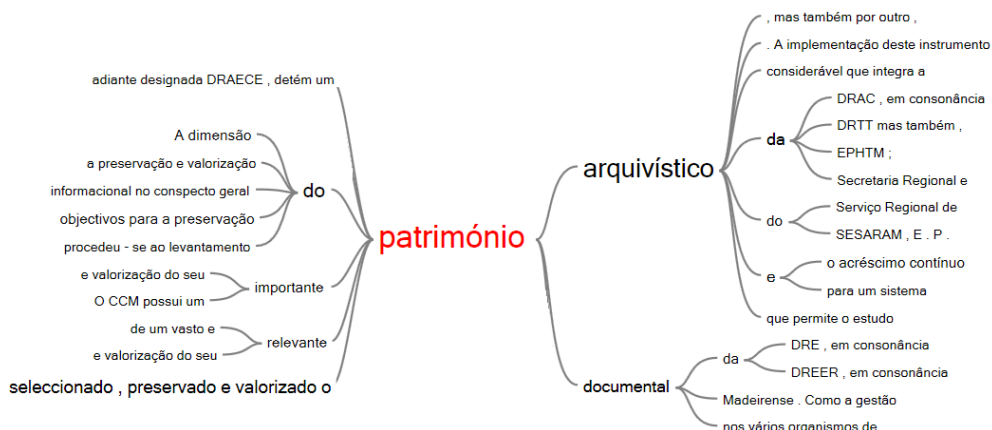 adiante designada DRAECE , detém um
A dimensão
a preservação e valorização
informacional no conspecto geral
objectivos para a preservação
procedeu - se ao levantamento
do
e valorização do seu
O CCM possui um
importante
de um vasto e
e valorização do seu
relevante
seleccionado , preservado e valorizado o
património
arquivístico
, mas também por outro ,
. A implementação deste instrumento
considerável que integra a
da
DRAC , em consonância
DRTT mas também ,
EPHTM ;
Secretaria Regional e
do
Serviço Regional de
SESARAM , E . P .
e
o acréscimo contínuo
para um sistema
que permite o estudo
documental
da
DRE , em consonância
DREER , em consonância
Madeirense . Como a gestão
nos vários organismos de